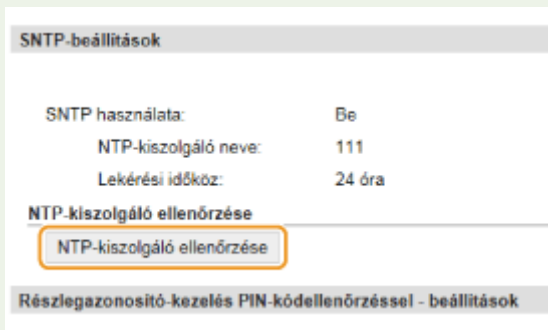 SNTP-beállítások
SNTP használata: Be
NTP-kiszolgáló neve: 111
Lekérési időköz: 24 óra
NTP-kiszolgáló ellenőrzése
NTP-kiszolgáló ellenőrzése
Részlegazonosító-kezelés PIN-kódellenőrzéssel - beállítások